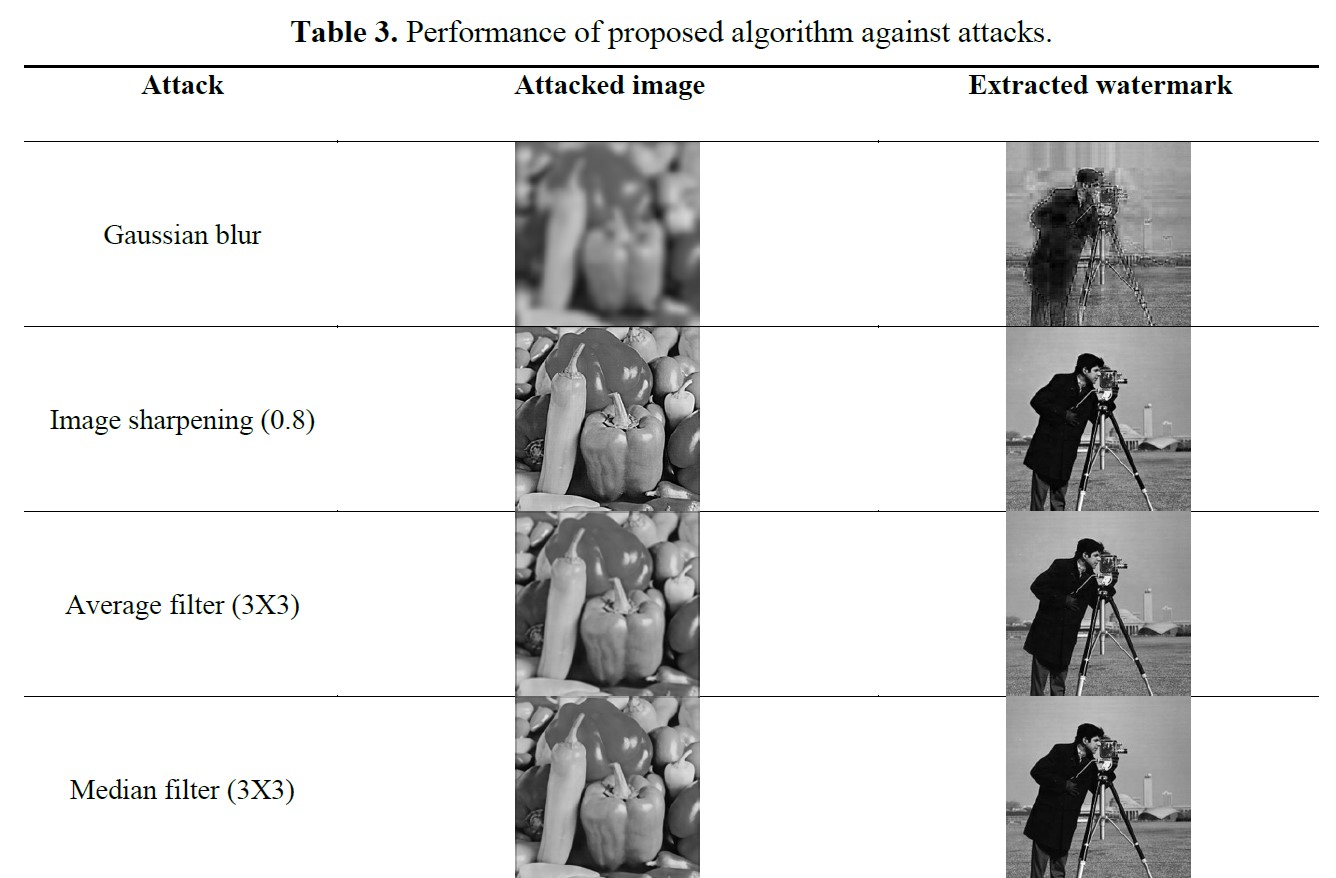 Table 3. Performance of proposed algorithm against attacks.
Attack Attacked image Extracted watermark
Gaussian blur
Image sharpening (0.8)
Average filter (3X3)
Median filter (3X3)